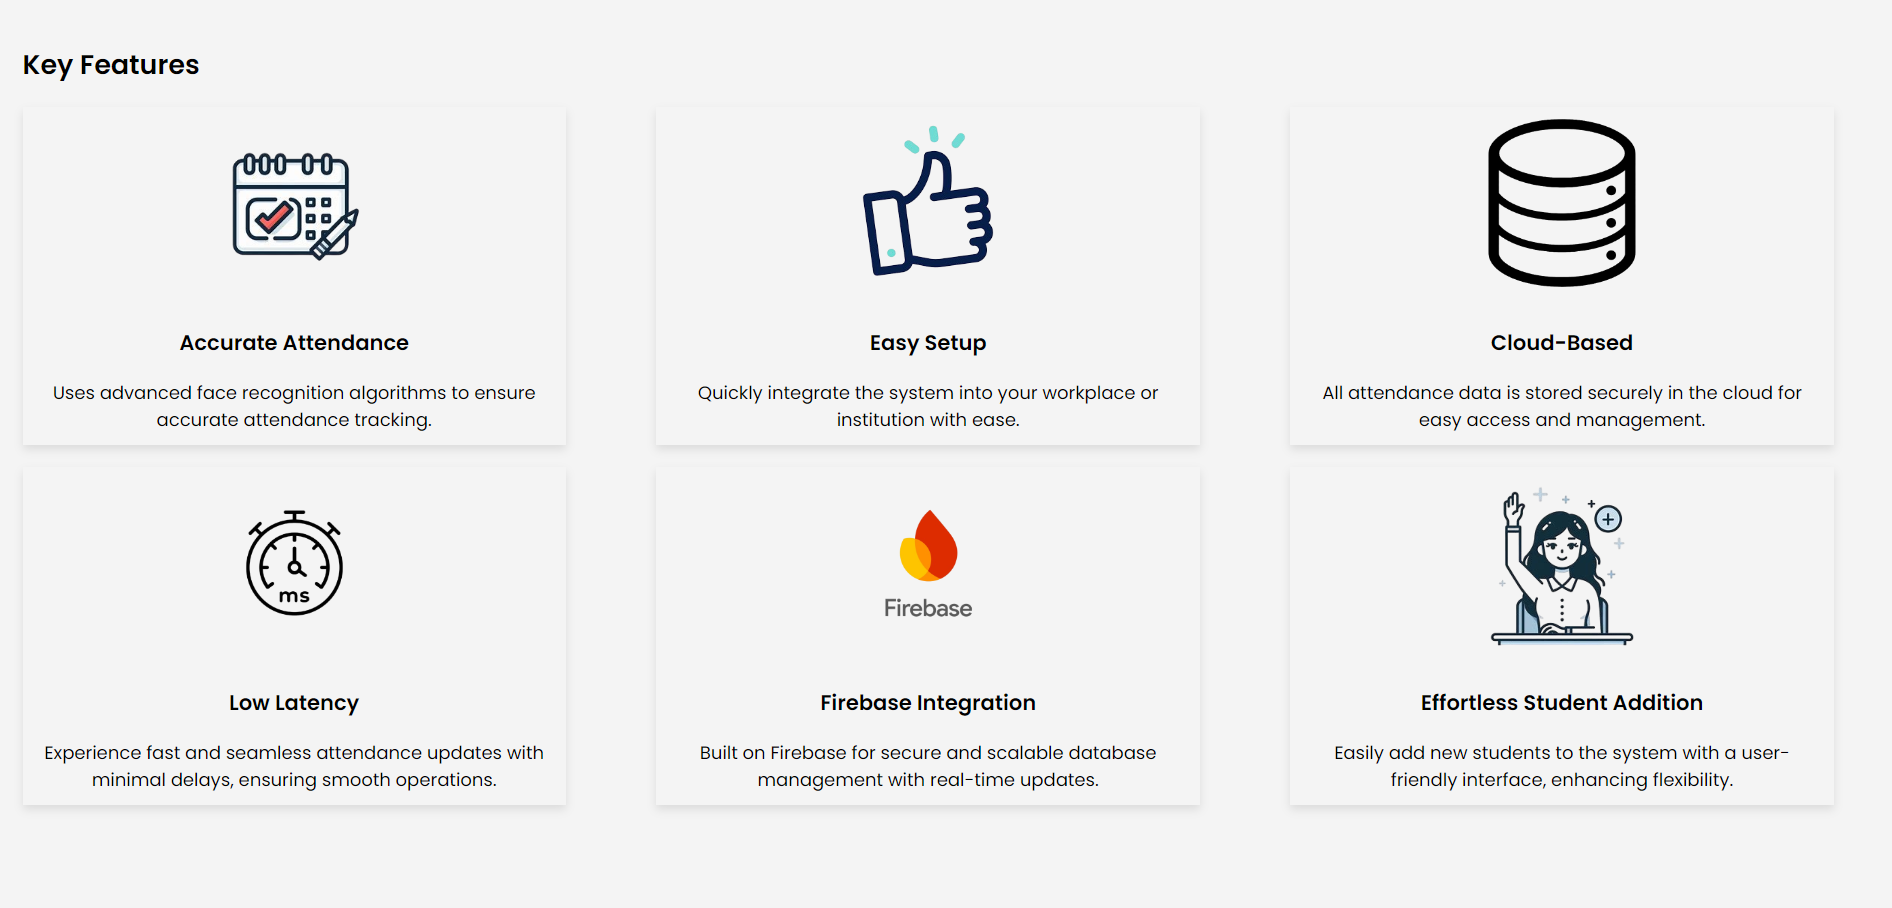 Key Features
Accurate Attendance
Uses advanced face recognition algorithms to ensure
accurate attendance tracking.
Easy Setup
Quickly integrate the system into your workplace or
institution with ease.
Cloud-Based
All attendance data is stored securely in the cloud for
easy access and management.
ms
Low Latency
Experience fast and seamless attendance updates with
minimal delays, ensuring smooth operations.
Firebase
Firebase Integration
Built on Firebase for secure and scalable database
management with real-time updates.
Effortless Student Addition
Easily add new students to the system with a user-
friendly interface, enhancing flexibility.